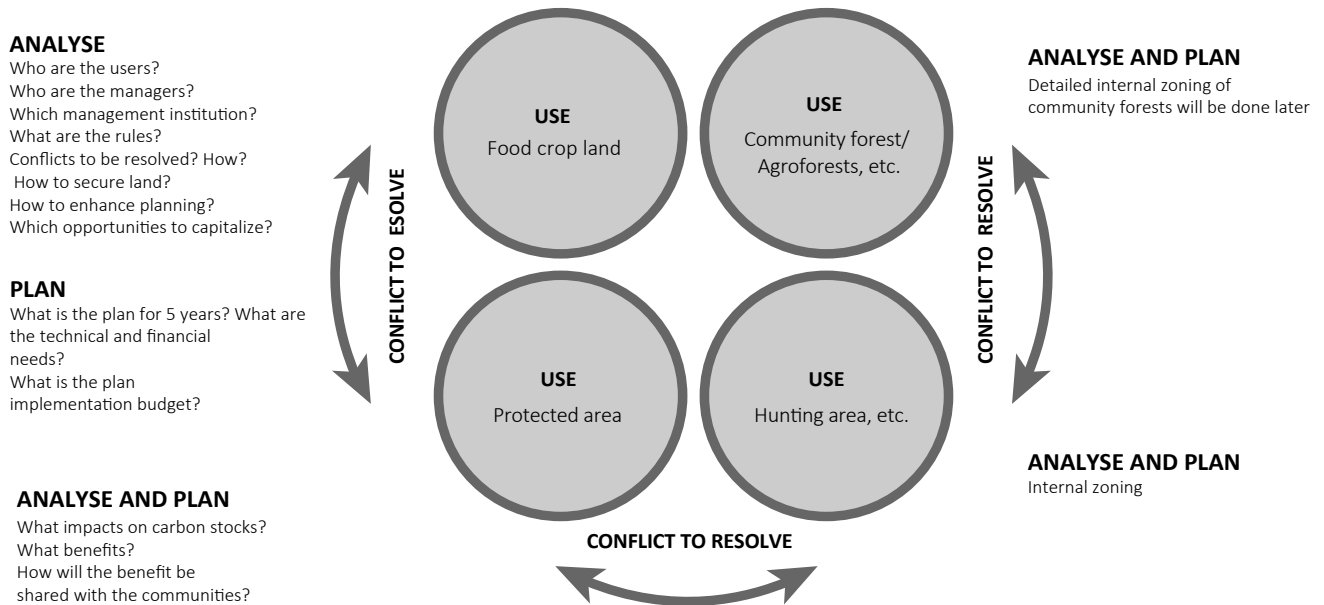 ANALYSE
Who are the users?
Who are the managers?
Which management institution?
What are the rules?
Conflicts to be resolved? How?
How to secure land?
How to enhance planning?
Which opportunities to capitalize?
PLAN
What is the plan for 5 years? What are
the technical and financial
needs?
What is the plan
implementation budget?
ANALYSE AND PLAN
What impacts on carbon stocks?
What benefits?
How will the benefit be
shared with the communities?
CONFLICT TO ESOLVE
USE
Food crop land
USE
Community forest/
Agroforests, etc.
USE
Protected area
USE
Hunting area, etc.
CONFLICT TO RESOLVE
CONFLICT TO RESOLVE
ANALYSE AND PLAN
Detailed internal zoning of
community forests will be done later
ANALYSE AND PLAN
Internal zoning